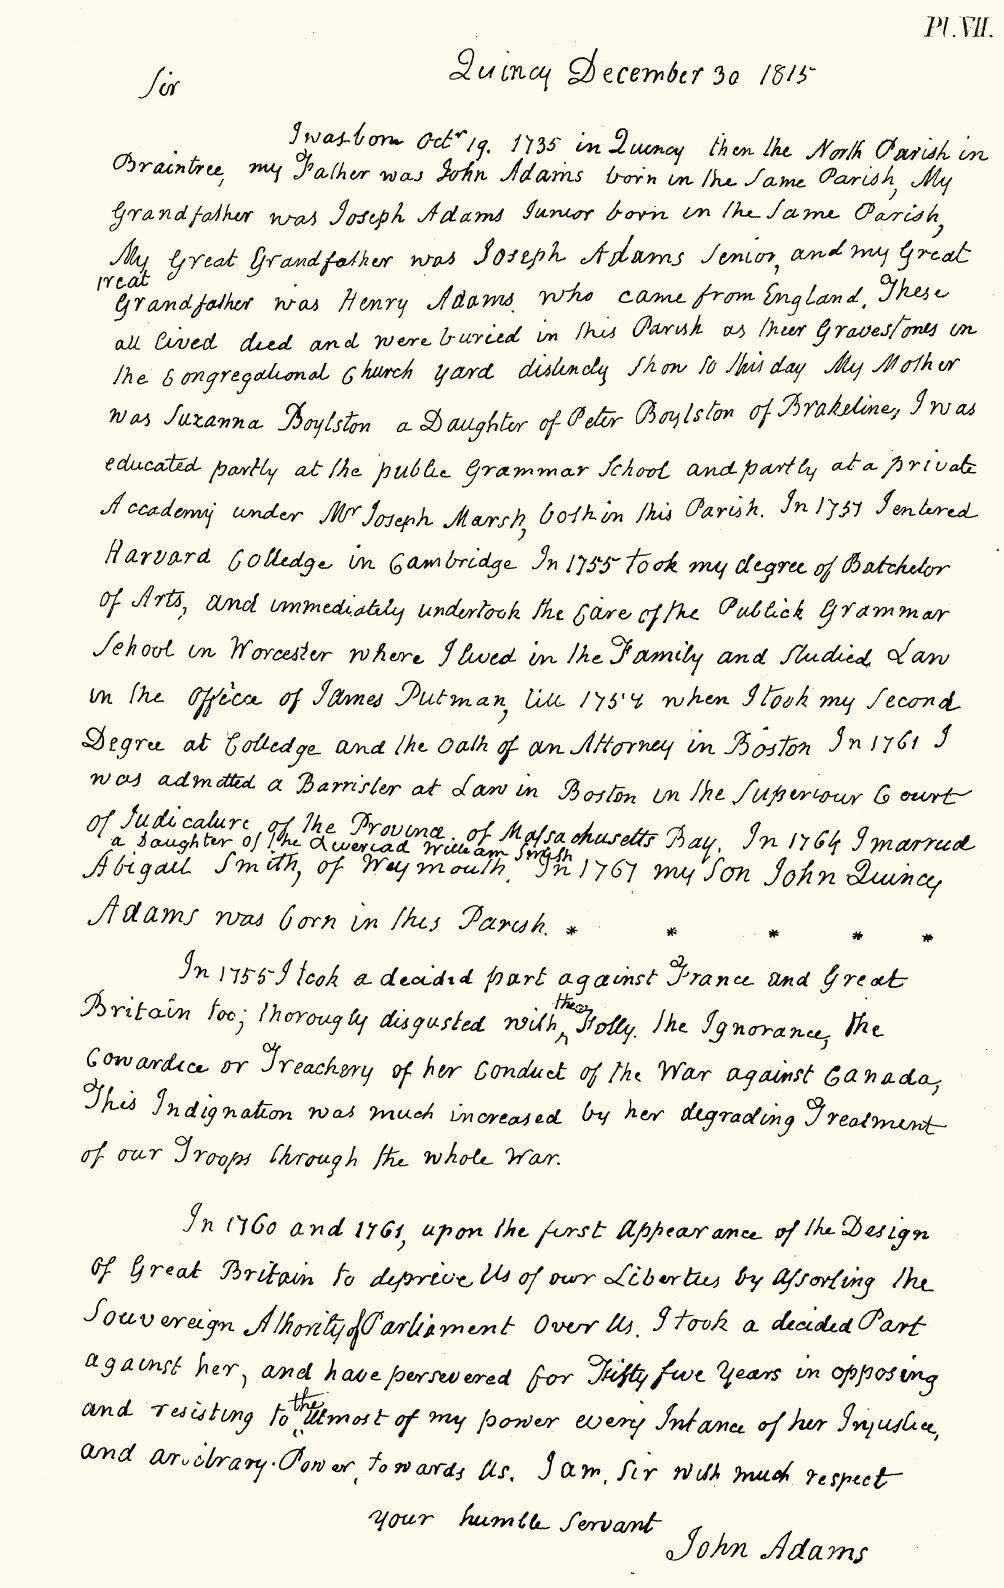 Pl. VII.
Quincy December 30 1815
Sir
I was born Octr 19. 1735 in Quincy then the North Parish in
Braintree, my Father was John Adams born in the Same Parish, My
Grandfather was Joseph Adams Junior born in the Same Parish,
My Great Grandfather was Joseph Adams Senior, and my Great
reat
Grandfather was Henry Adams. who came from England. These
all lived died and were buried in this Parish as their Gravestones in
the Congregational Church yard distincly Shon to this day My Mother
was Suzanna Boylston a Daughter of Peter Boylston of Brakeline, I was
educated partly at the public Grammar School and partly at a private
Accademy under Mr Joseph Marsh, both in this Parish. In 1751 I entered
Harvard Colledge in Cambridge In 1755 took my degree of Batchelor
of Arts, and immediately undertook the Care of the Publick Grammar
School in Worcester where I lived in the Family and Studied Law
in the office of James Putman, till 1758 when I took my Second
Degree at Colledge and the Oath of an Attorney in Boston In 1761 I
was admitted a Barrister at Law in Boston in the Superiour Court
of Judicature of the Province of Massachusetts Bay. In 1764 I married
a Daughter of the William Smith
Abigail Smith, of Weymouth. In 1767 my Son John Quincy
Adams was born in this Parish. * * * * *
In 1755 I took a decided part against France and Great
Britain too; thorougly disgusted with the Folly. the Ignorance, the
Cowardice or Treachery of her Conduct of the War against Canada,
This Indignation was much increased by her degrading Treatment
of our Troops through the whole War.
In 1760 and 1761, upon the first Appearance of the Design
of Great Britain to deprive Us of our Liberties by Assorting the
Souvereign Athority of Parliament Over Us. I took a decided Part
against her, and have persevered for Fifty five Years in opposing
and resisting to the Utmost of my power every Intance of her Injustice,
and arbitrary Power towards Us. I am, Sir with much respect
your humble Servant
John Adams